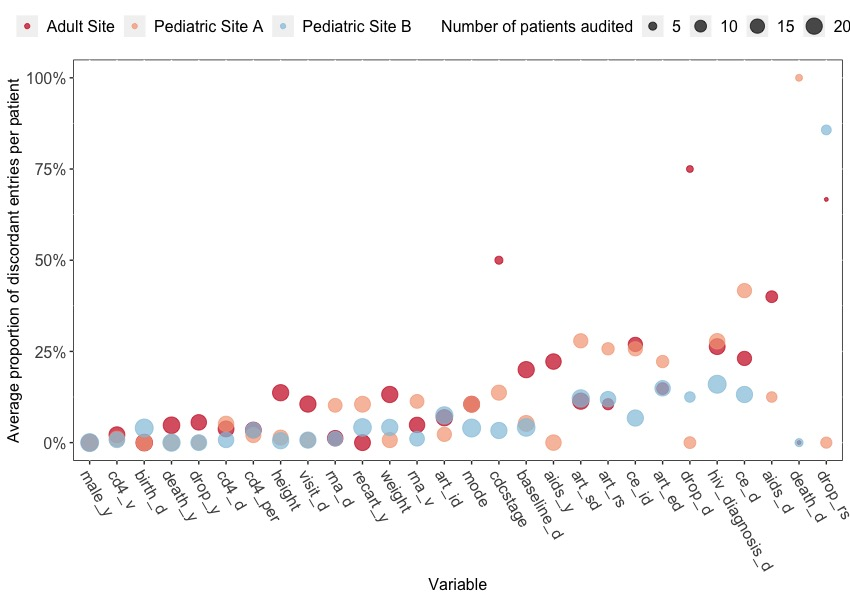 Adult Site Pediatric Site A Pediatric Site B Number of patients audited 5 10 15 20
Average proportion of discordant entries per patient
100%
75%
50%
25%
0%
male_y
cd4_v
birth_d
death_y
drop_y
cd4_d
cd4_per
height
visit_d
rna_d
recart_y
weight
rna_v
art_id
mode
cdcstage
baseline_d
aids_y
art_sd
art_rs
ce_id
art_ed
drop_d
hiv_diagnosis_d
ce_d
aids_d
death_d
drop_rs
Variable